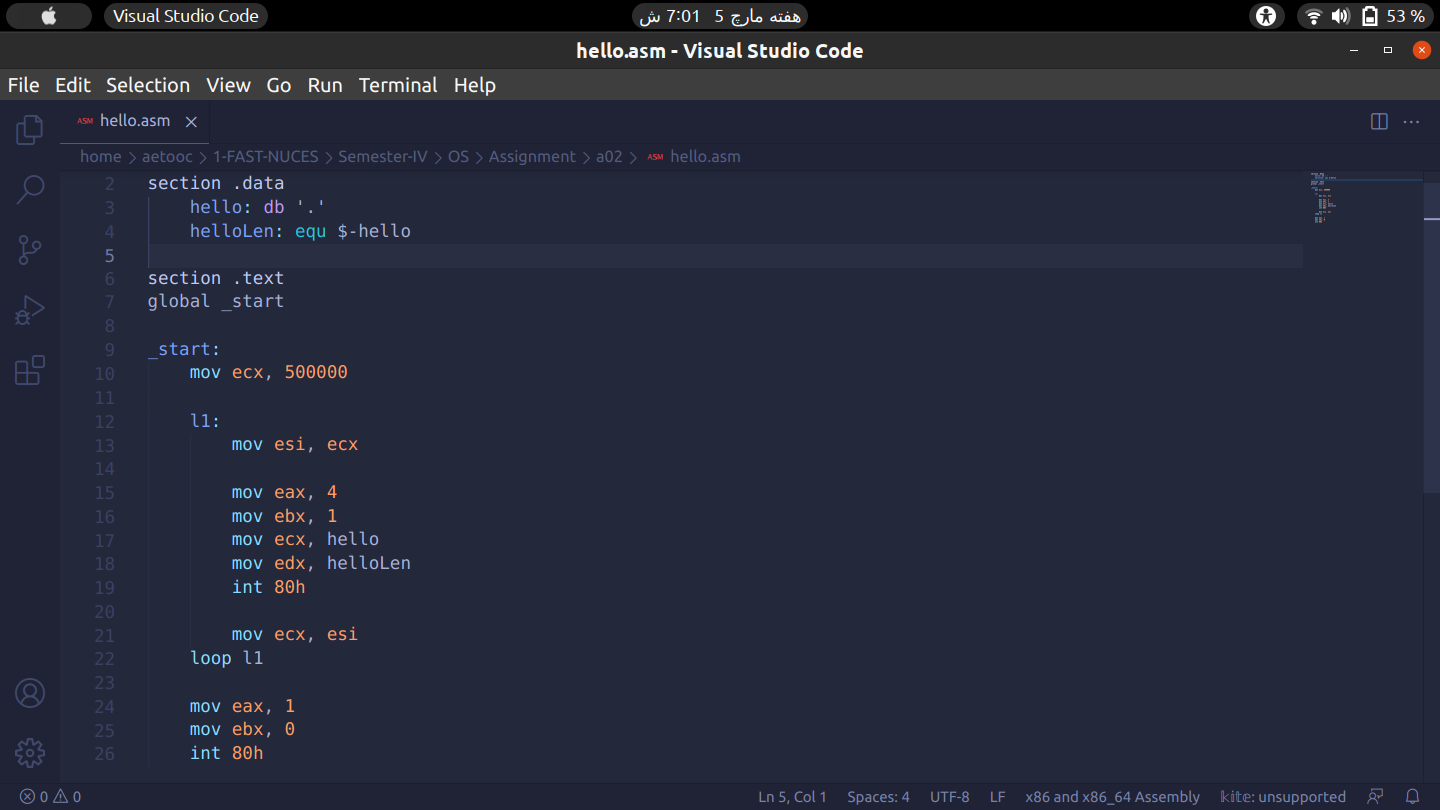 Visual Studio Code
هفته مارچ 5   7:01 ش
53 %
hello.asm - Visual Studio Code
File Edit Selection View Go Run Terminal Help
ASM hello.asm
home > aetooc > 1-FAST-NUCES > Semester-IV > OS > Assignment > a02 > ASM hello.asm
2 section .data
3     hello: db '.'
4     helloLen: equ $-hello
5
6 section .text
7 global _start
8
9 _start:
10     mov ecx, 500000
11
12     l1:
13         mov esi, ecx
14
15         mov eax, 4
16         mov ebx, 1
17         mov ecx, hello
18         mov edx, helloLen
19         int 80h
20
21         mov ecx, esi
22     loop l1
23
24     mov eax, 1
25     mov ebx, 0
26     int 80h
0 0 Ln 5, Col 1 Spaces: 4 UTF-8 LF x86 and x86_64 Assembly kite: unsupported